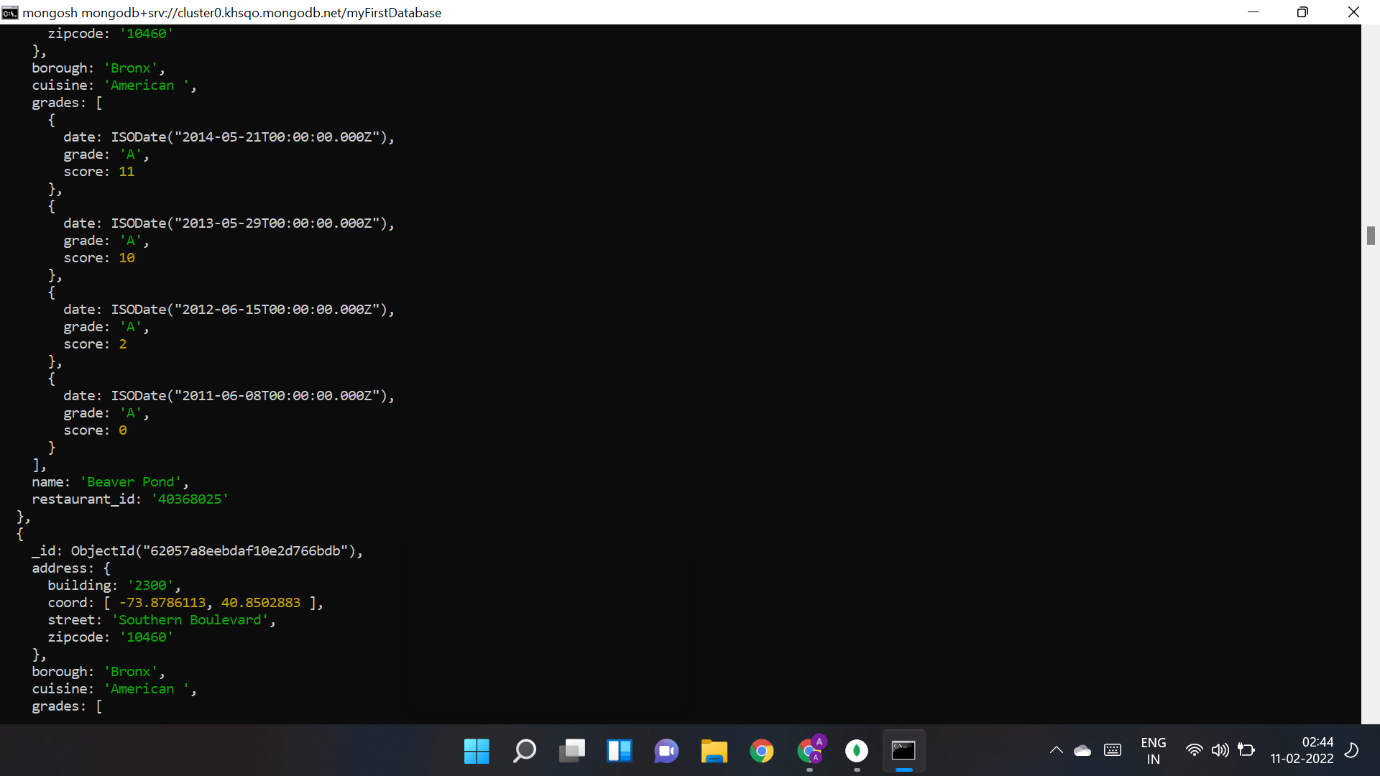 mongosh mongodb+srv://cluster0.khsqo.mongodb.net/myFirstDatabase
zipcode: '10460'
},
borough: 'Bronx',
cuisine: 'American ',
grades: [
{
date: ISODate("2014-05-21T00:00:00.000Z"),
grade: 'A',
score: 11
},
{
date: ISODate("2013-05-29T00:00:00.000Z"),
grade: 'A',
score: 10
},
{
date: ISODate("2012-06-15T00:00:00.000Z"),
grade: 'A',
score: 2
},
{
date: ISODate("2011-06-08T00:00:00.000Z"),
grade: 'A',
score: 0
}
],
name: 'Beaver Pond',
restaurant_id: '40368025'
},
{
_id: ObjectId("62057a8eebdaf10e2d766bdb"),
address: {
building: '2300',
coord: [ -73.8786113, 40.8502883 ],
street: 'Southern Boulevard',
zipcode: '10460'
},
borough: 'Bronx',
cuisine: 'American ',
grades: [
ENG
IN
02:44
11-02-2022